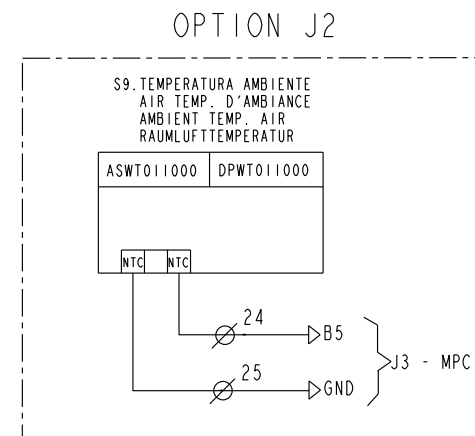 OPTION J2
S9.TEMPERATURA AMBIENTE
AIR TEMP. D'AMBIANCE
AMBIENT TEMP. AIR
RAUMLUFTTEMPERATUR
ASWT011000 DPWT011000
NTC NTC
24
B5
J3 - MPC
25
GND